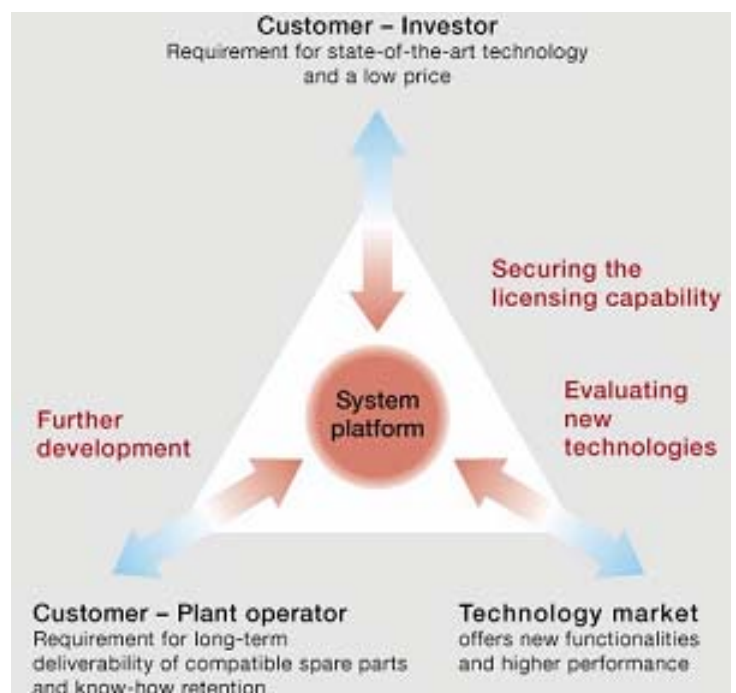 Customer – Investor
Requirement for state-of-the-art technology
and a low price
Securing the
licensing capability
Evaluating
new
technologies
System
platform
Further
development
Customer – Plant operator
Requirement for long-term
deliverability of compatible spare parts
and know-how retention
Technology market
offers new functionalities
and higher performance